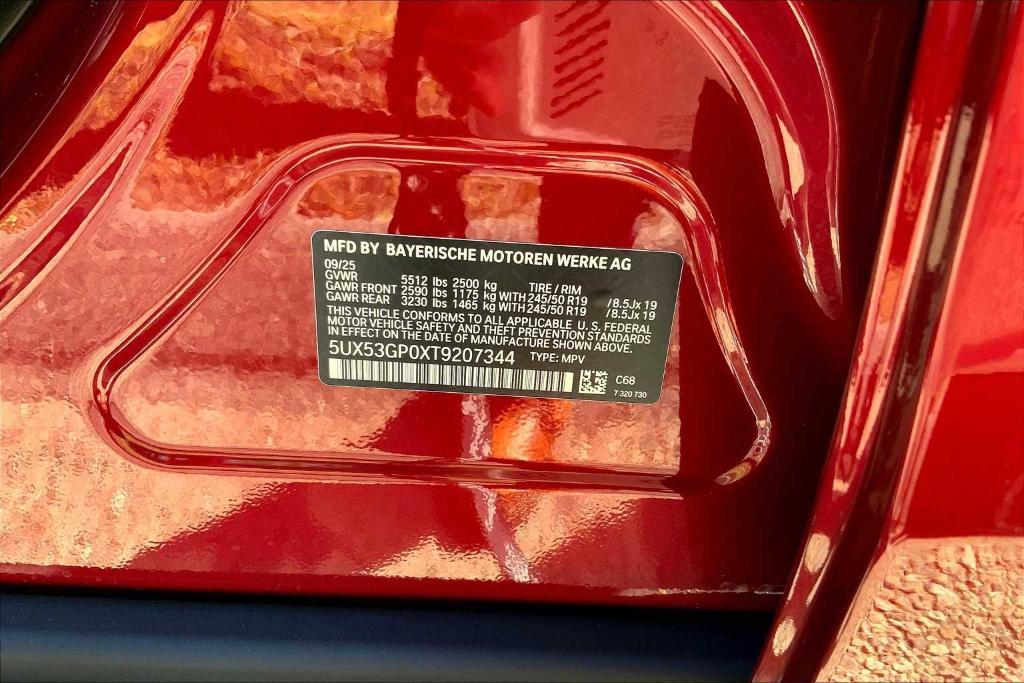 MFD BY BAYERISCHE MOTOREN WERKE AG
09/25
GVWR 5512 lbs 2500 kg TIRE / RIM
GAWR FRONT 2590 lbs 1175 kg WITH 245/50 R19 /8.5Jx 19
GAWR REAR 3230 lbs 1465 kg WITH 245/50 R19 /8.5Jx 19
THIS VEHICLE CONFORMS TO ALL APPLICABLE U. S. FEDERAL
MOTOR VEHICLE SAFETY AND THEFT PREVENTION STANDARDS
IN EFFECT ON THE DATE OF MANUFACTURE SHOWN ABOVE.
5UX53GP0XT9207344 TYPE: MPV
C68
7 320 730